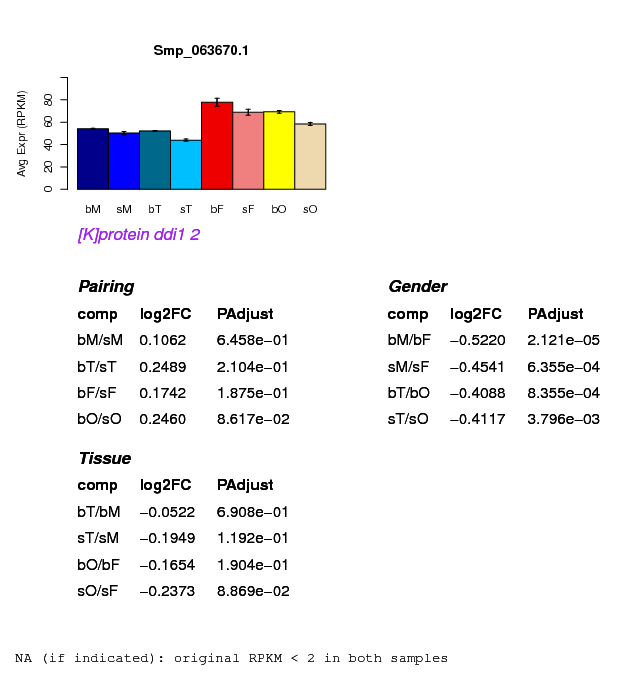 Smp_063670.1
Avg Expr (RPKM)
0 20 40 60 80
bM sM bT sT bF sF bO sO
[K]protein ddi1 2
Pairing
comp log2FC PAdjust
bM/sM 0.1062 6.458e−01
bT/sT 0.2489 2.104e−01
bF/sF 0.1742 1.875e−01
bO/sO 0.2460 8.617e−02
Gender
comp log2FC PAdjust
bM/bF −0.5220 2.121e−05
sM/sF −0.4541 6.355e−04
bT/bO −0.4088 8.355e−04
sT/sO −0.4117 3.796e−03
Tissue
comp log2FC PAdjust
bT/bM −0.0522 6.908e−01
sT/sM −0.1949 1.192e−01
bO/bF −0.1654 1.904e−01
sO/sF −0.2373 8.869e−02
NA (if indicated): original RPKM < 2 in both samples